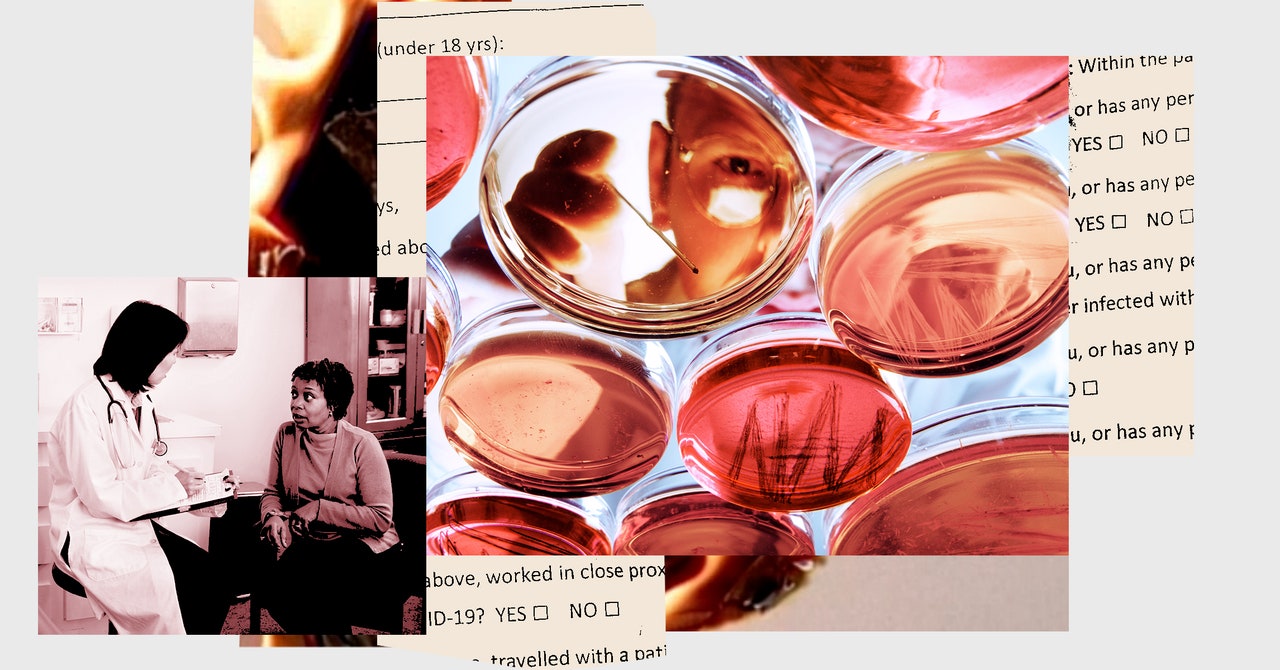 (under 18 yrs):
ys,
ed abo
above, worked in close prox
ID-19? YES ☐ NO ☐
travelled with a pati
: Within the pa
or has any per
YES ☐ NO ☐
, or has any pe
YES ☐ NO ☐
u, or has any pe
r infected with
u, or has any p
☐
u, or has any p